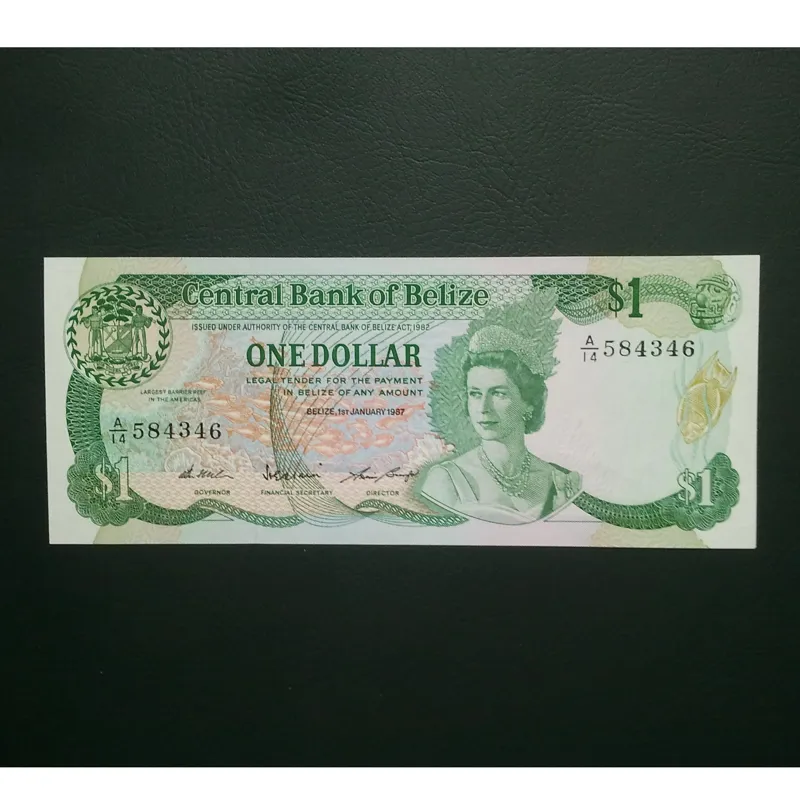 Central Bank of Belize
$1
ISSUED UNDER AUTHORITY OF THE CENTRAL BANK OF BELIZE ACT, 1982
ONE DOLLAR
A/14 584346
LEGAL TENDER FOR THE PAYMENT
IN BELIZE OF ANY AMOUNT
LARGEST BARRIER REEF
IN THE AMERICAS
BELIZE, 1ST JANUARY 1987
A/14 584346
$1
$1
GOVERNOR
FINANCIAL SECRETARY
DIRECTOR